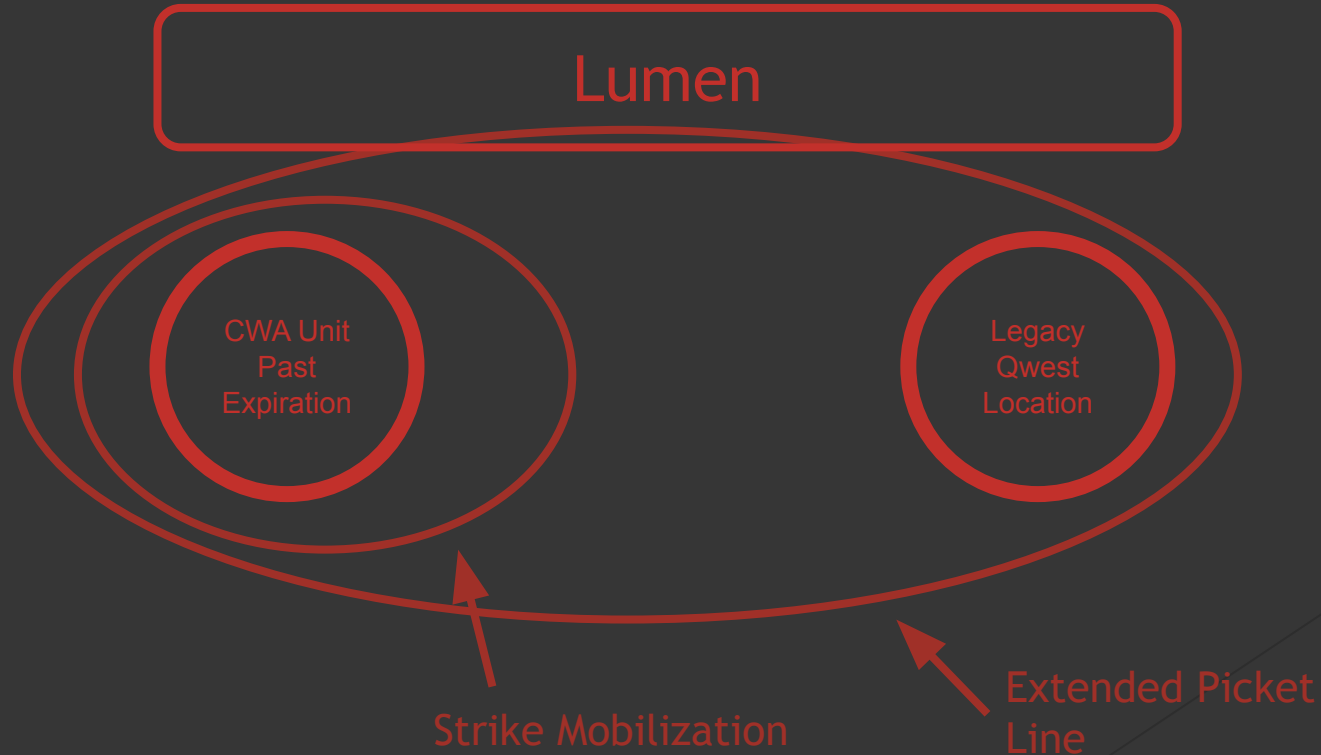 Lumen
CWA Unit
Past
Expiration
Legacy
Qwest
Location
Strike Mobilization
Extended Picket
Line